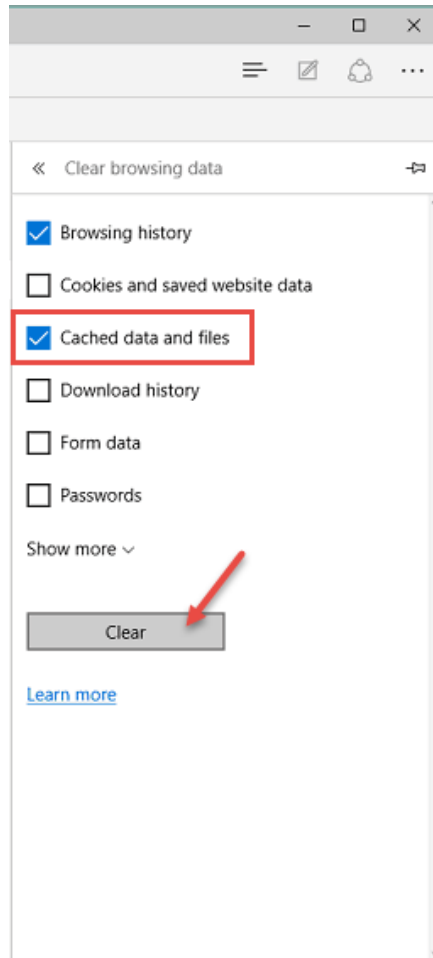 Clear browsing data
Browsing history
Cookies and saved website data
Cached data and files
Download history
Form data
Passwords
Show more
Clear
Learn more